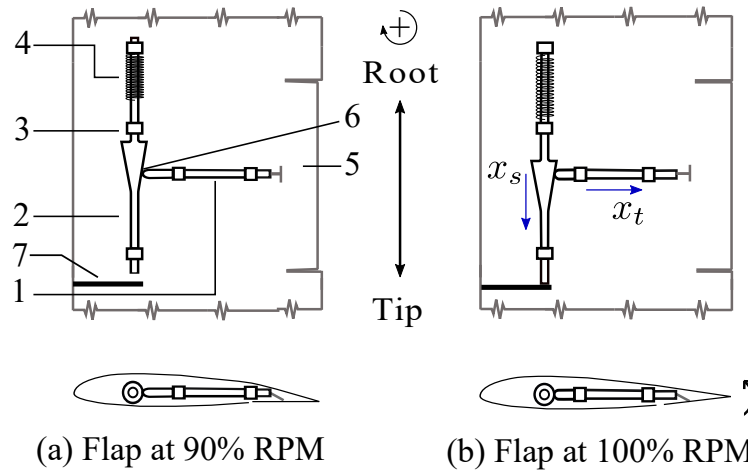 4
Root
3
6
5
2
x_s
x_t
7
1
Tip
(a) Flap at 90% RPM
(b) Flap at 100% RPM